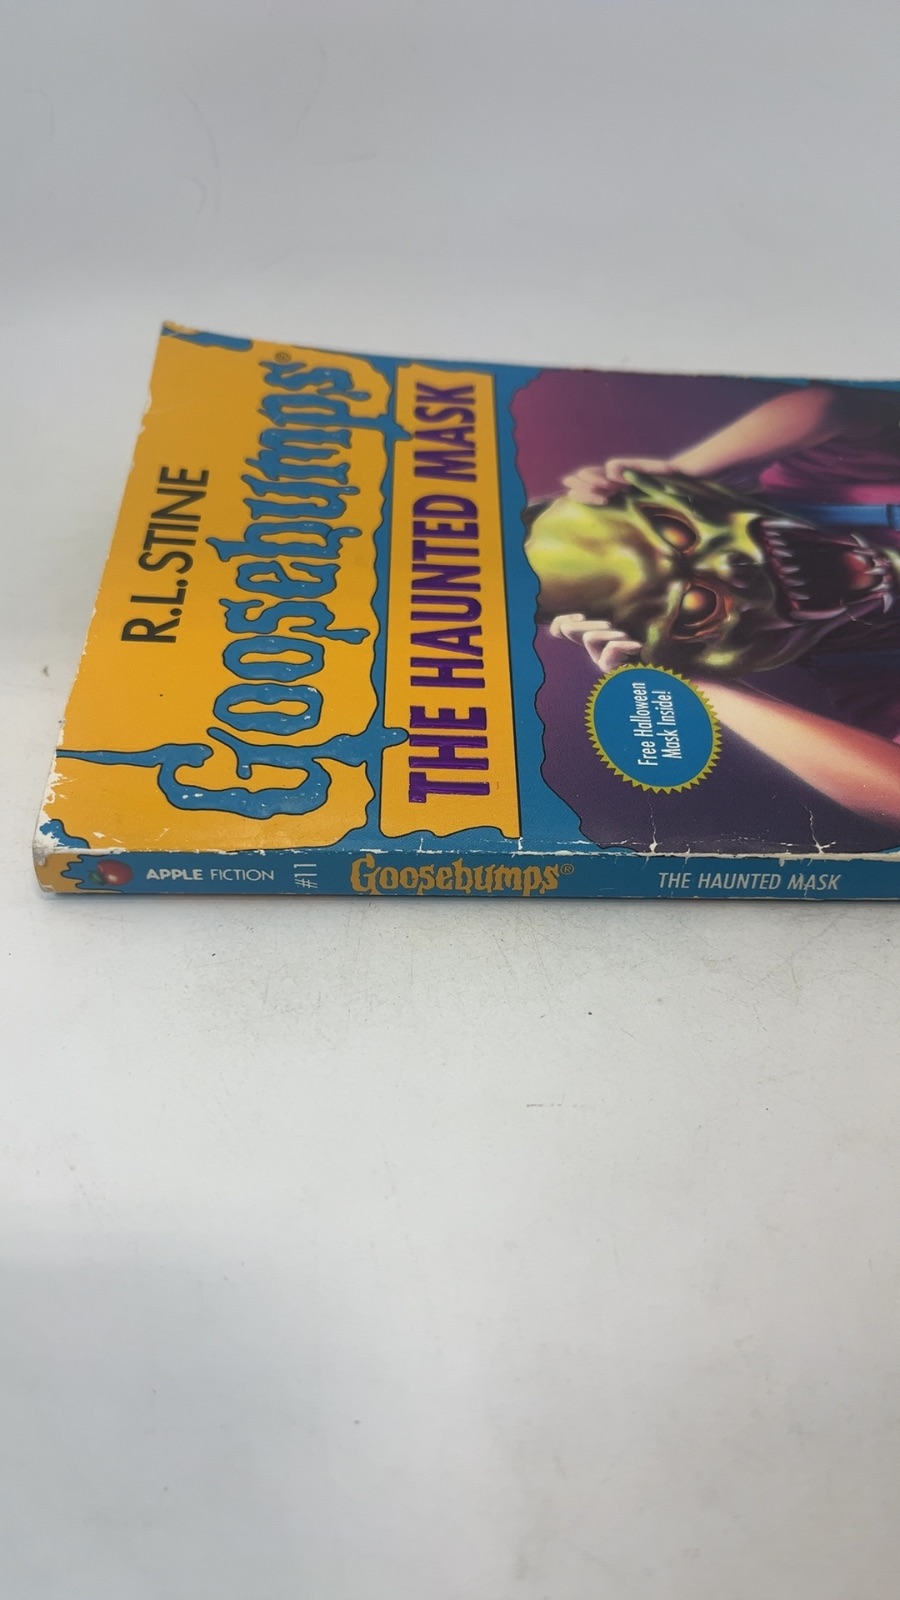 R.L.STINE
Goosebumps®
THE HAUNTED MASK
Free Halloween
Mask Inside!
APPLE FICTION #11 Goosebumps® THE HAUNTED MASK